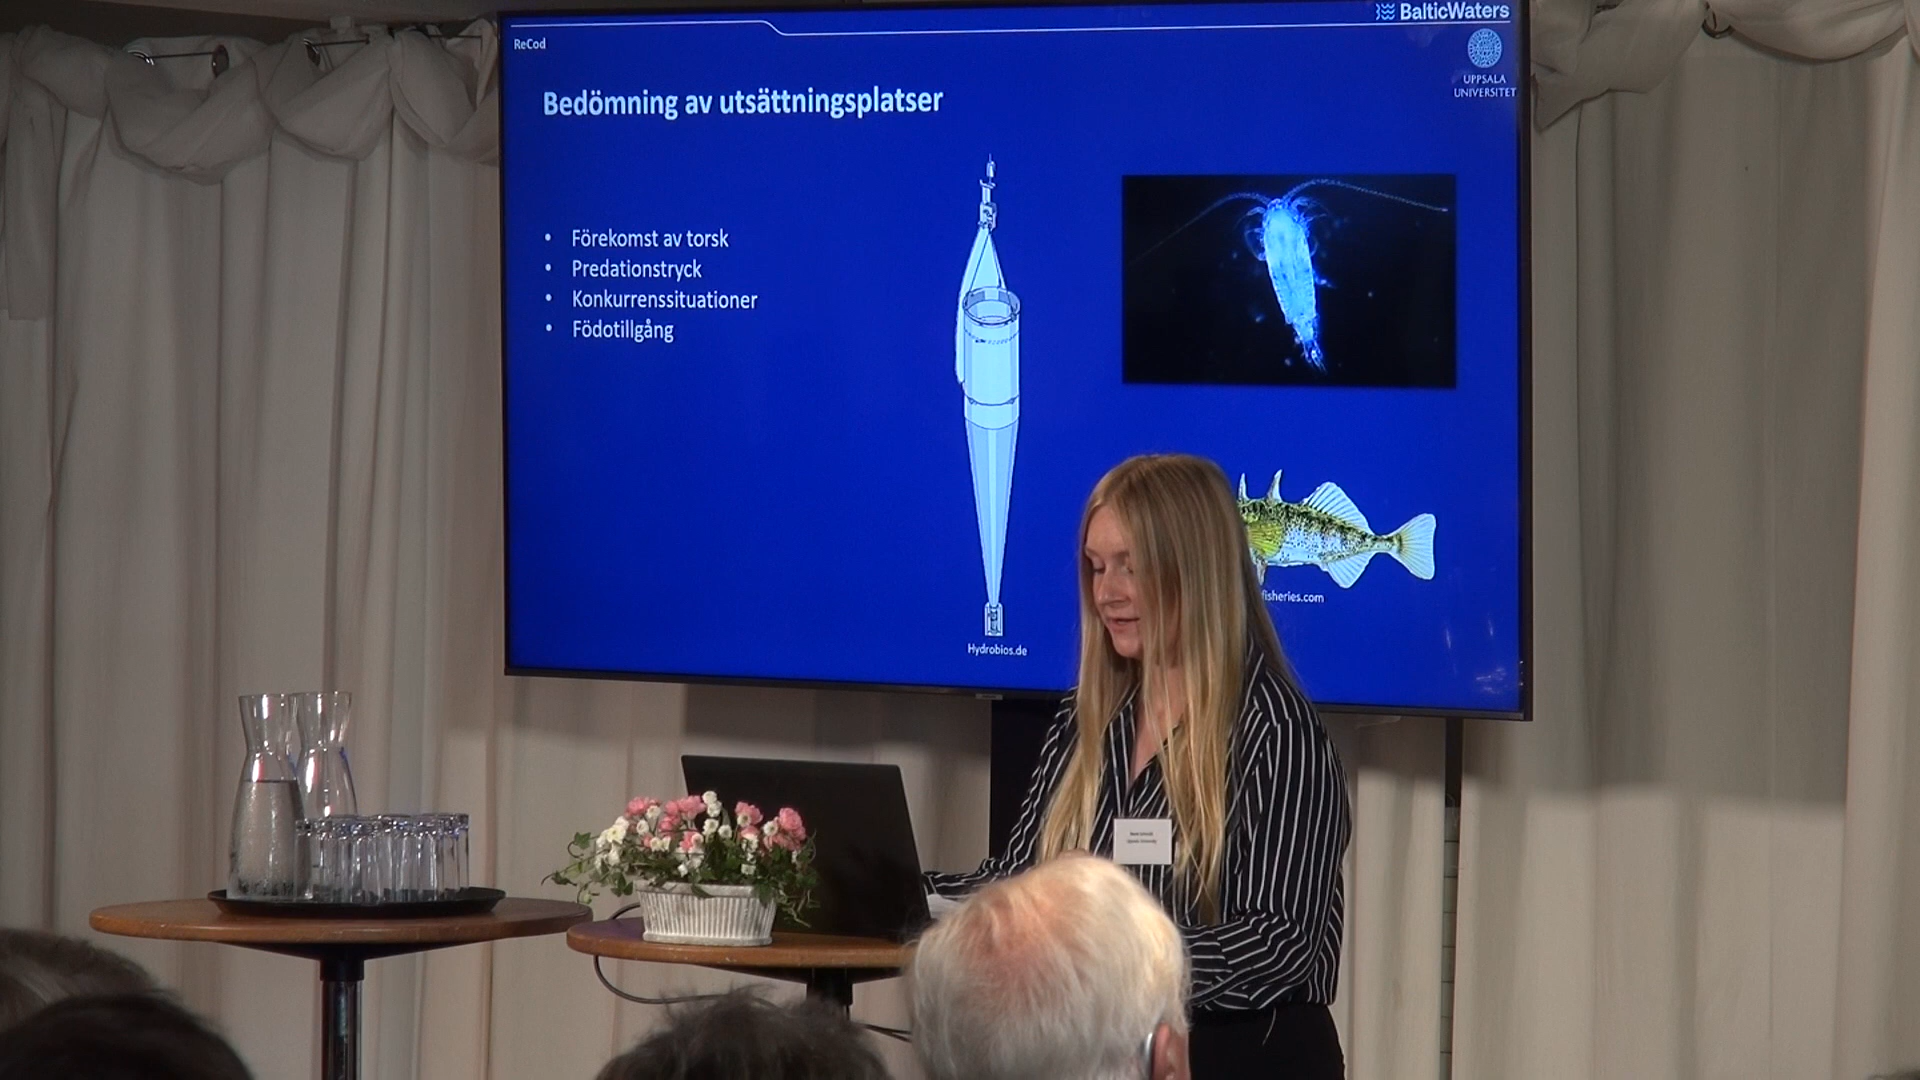 BalticWaters
ReCod
UPPSALA
UNIVERSITET
Bedömning av utsättningsplatser
• Förekomst av torsk
• Predationstryck
• Konkurrenssituationer
• Födotillgång
fisheries.com
Hydrobios.de